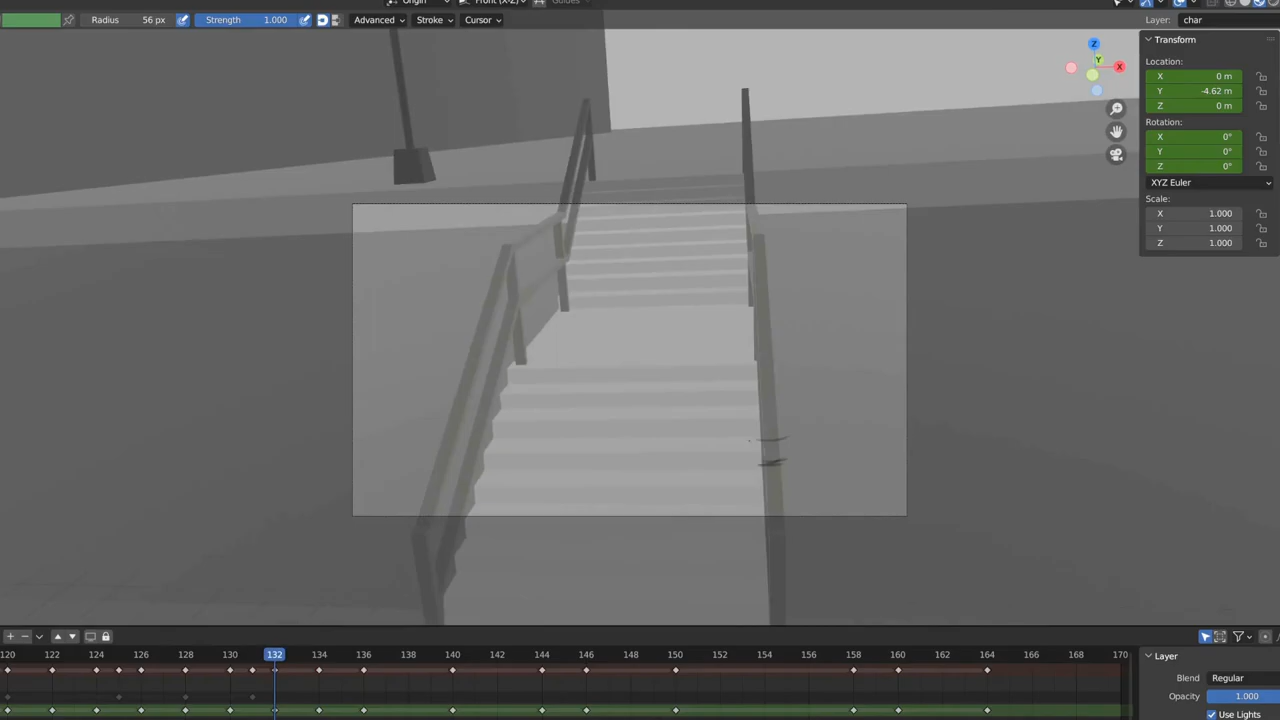 Origin Front (X-Z) Guides
Radius 56 px Strength 1.000 Advanced Stroke Cursor Layer: char
Z
Y
X
Transform
Location:
X 0 m
Y -4.62 m
Z 0 m
Rotation:
X 0°
Y 0°
Z 0°
XYZ Euler
Scale:
X 1.000
Y 1.000
Z 1.000
120 122 124 126 128 130 132 134 136 138 140 142 144 146 148 150 152 154 156 158 160 162 164 166 168 170
Layer
Blend Regular
Opacity 1.000
Use Lights